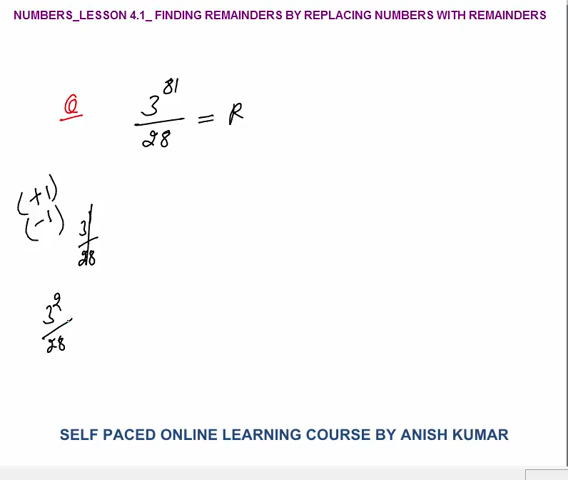 NUMBERS_LESSON 4.1_ FINDING REMAINDERS BY REPLACING NUMBERS WITH REMAINDERS
Q 3^81/28 = R
(+1)
(-1) 3^1/28
3^2/28
SELF PACED ONLINE LEARNING COURSE BY ANISH KUMAR